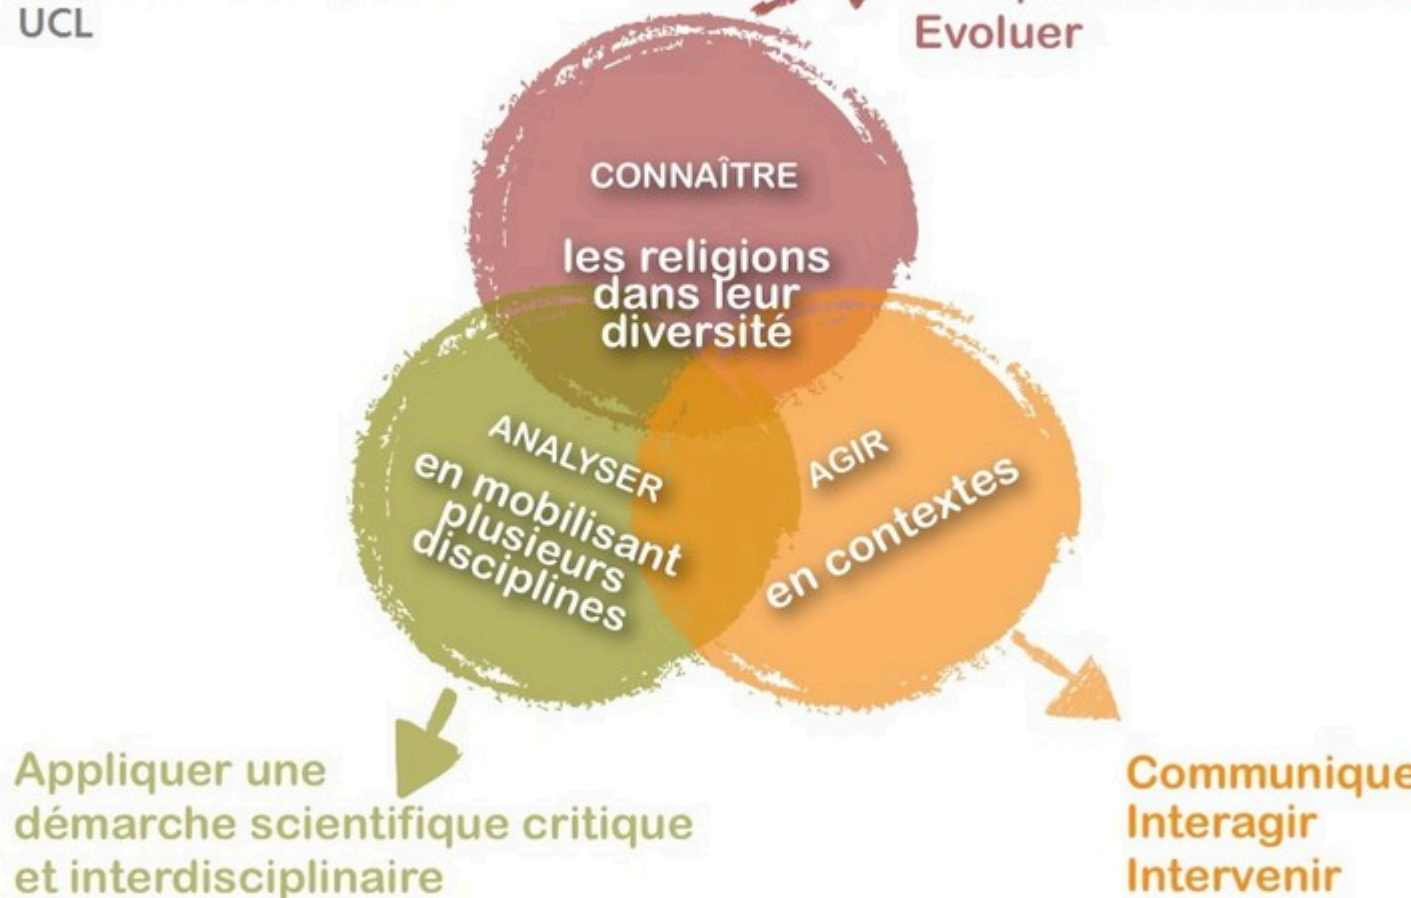 UCL
Evoluer
CONNAÎTRE
les religions
dans leur
diversité
ANALYSER
en mobilisant
plusieurs
disciplines
AGIR
en contextes
Appliquer une
démarche scientifique critique
et interdisciplinaire
Communique
Interagir
Intervenir